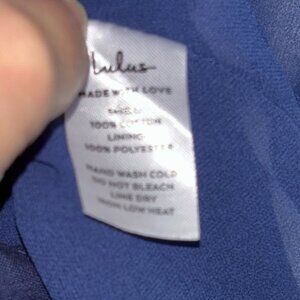 Lulus
MADE WITH LOVE
100% COTTON
LINING
100% POLYESTER
HAND WASH COLD
DO NOT BLEACH
LINE DRY
IRON LOW HEAT